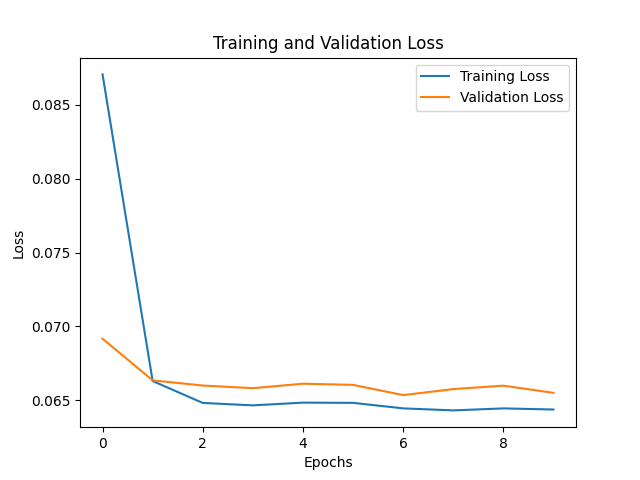 Training and Validation Loss
Training Loss
Validation Loss
0.085
0.080
0.075
0.070
0.065
Loss
0 2 4 6 8
Epochs